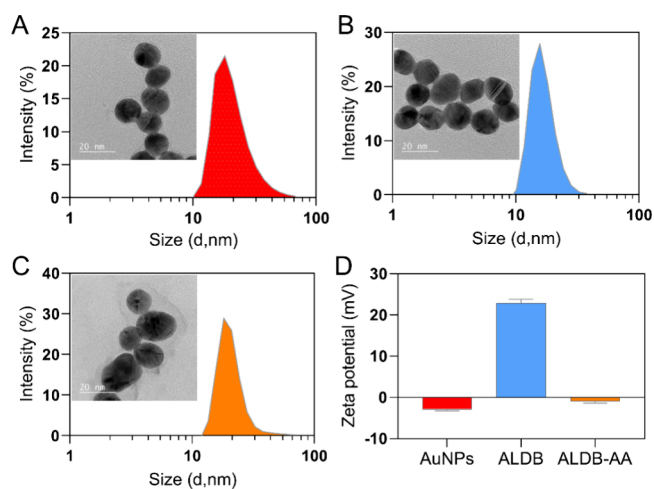 A
25
20
15
10
5
0
Intensity (%)
20 nm
1
10
100
Size (d,nm)
B
30
20
10
0
Intensity (%)
20 nm
1
10
100
Size (d,nm)
C
40
30
20
10
0
Intensity (%)
20 nm
1
10
100
Size (d,nm)
D
30
20
10
0
-10
Zeta potential (mV)
AuNPs ALDB ALDB-AA